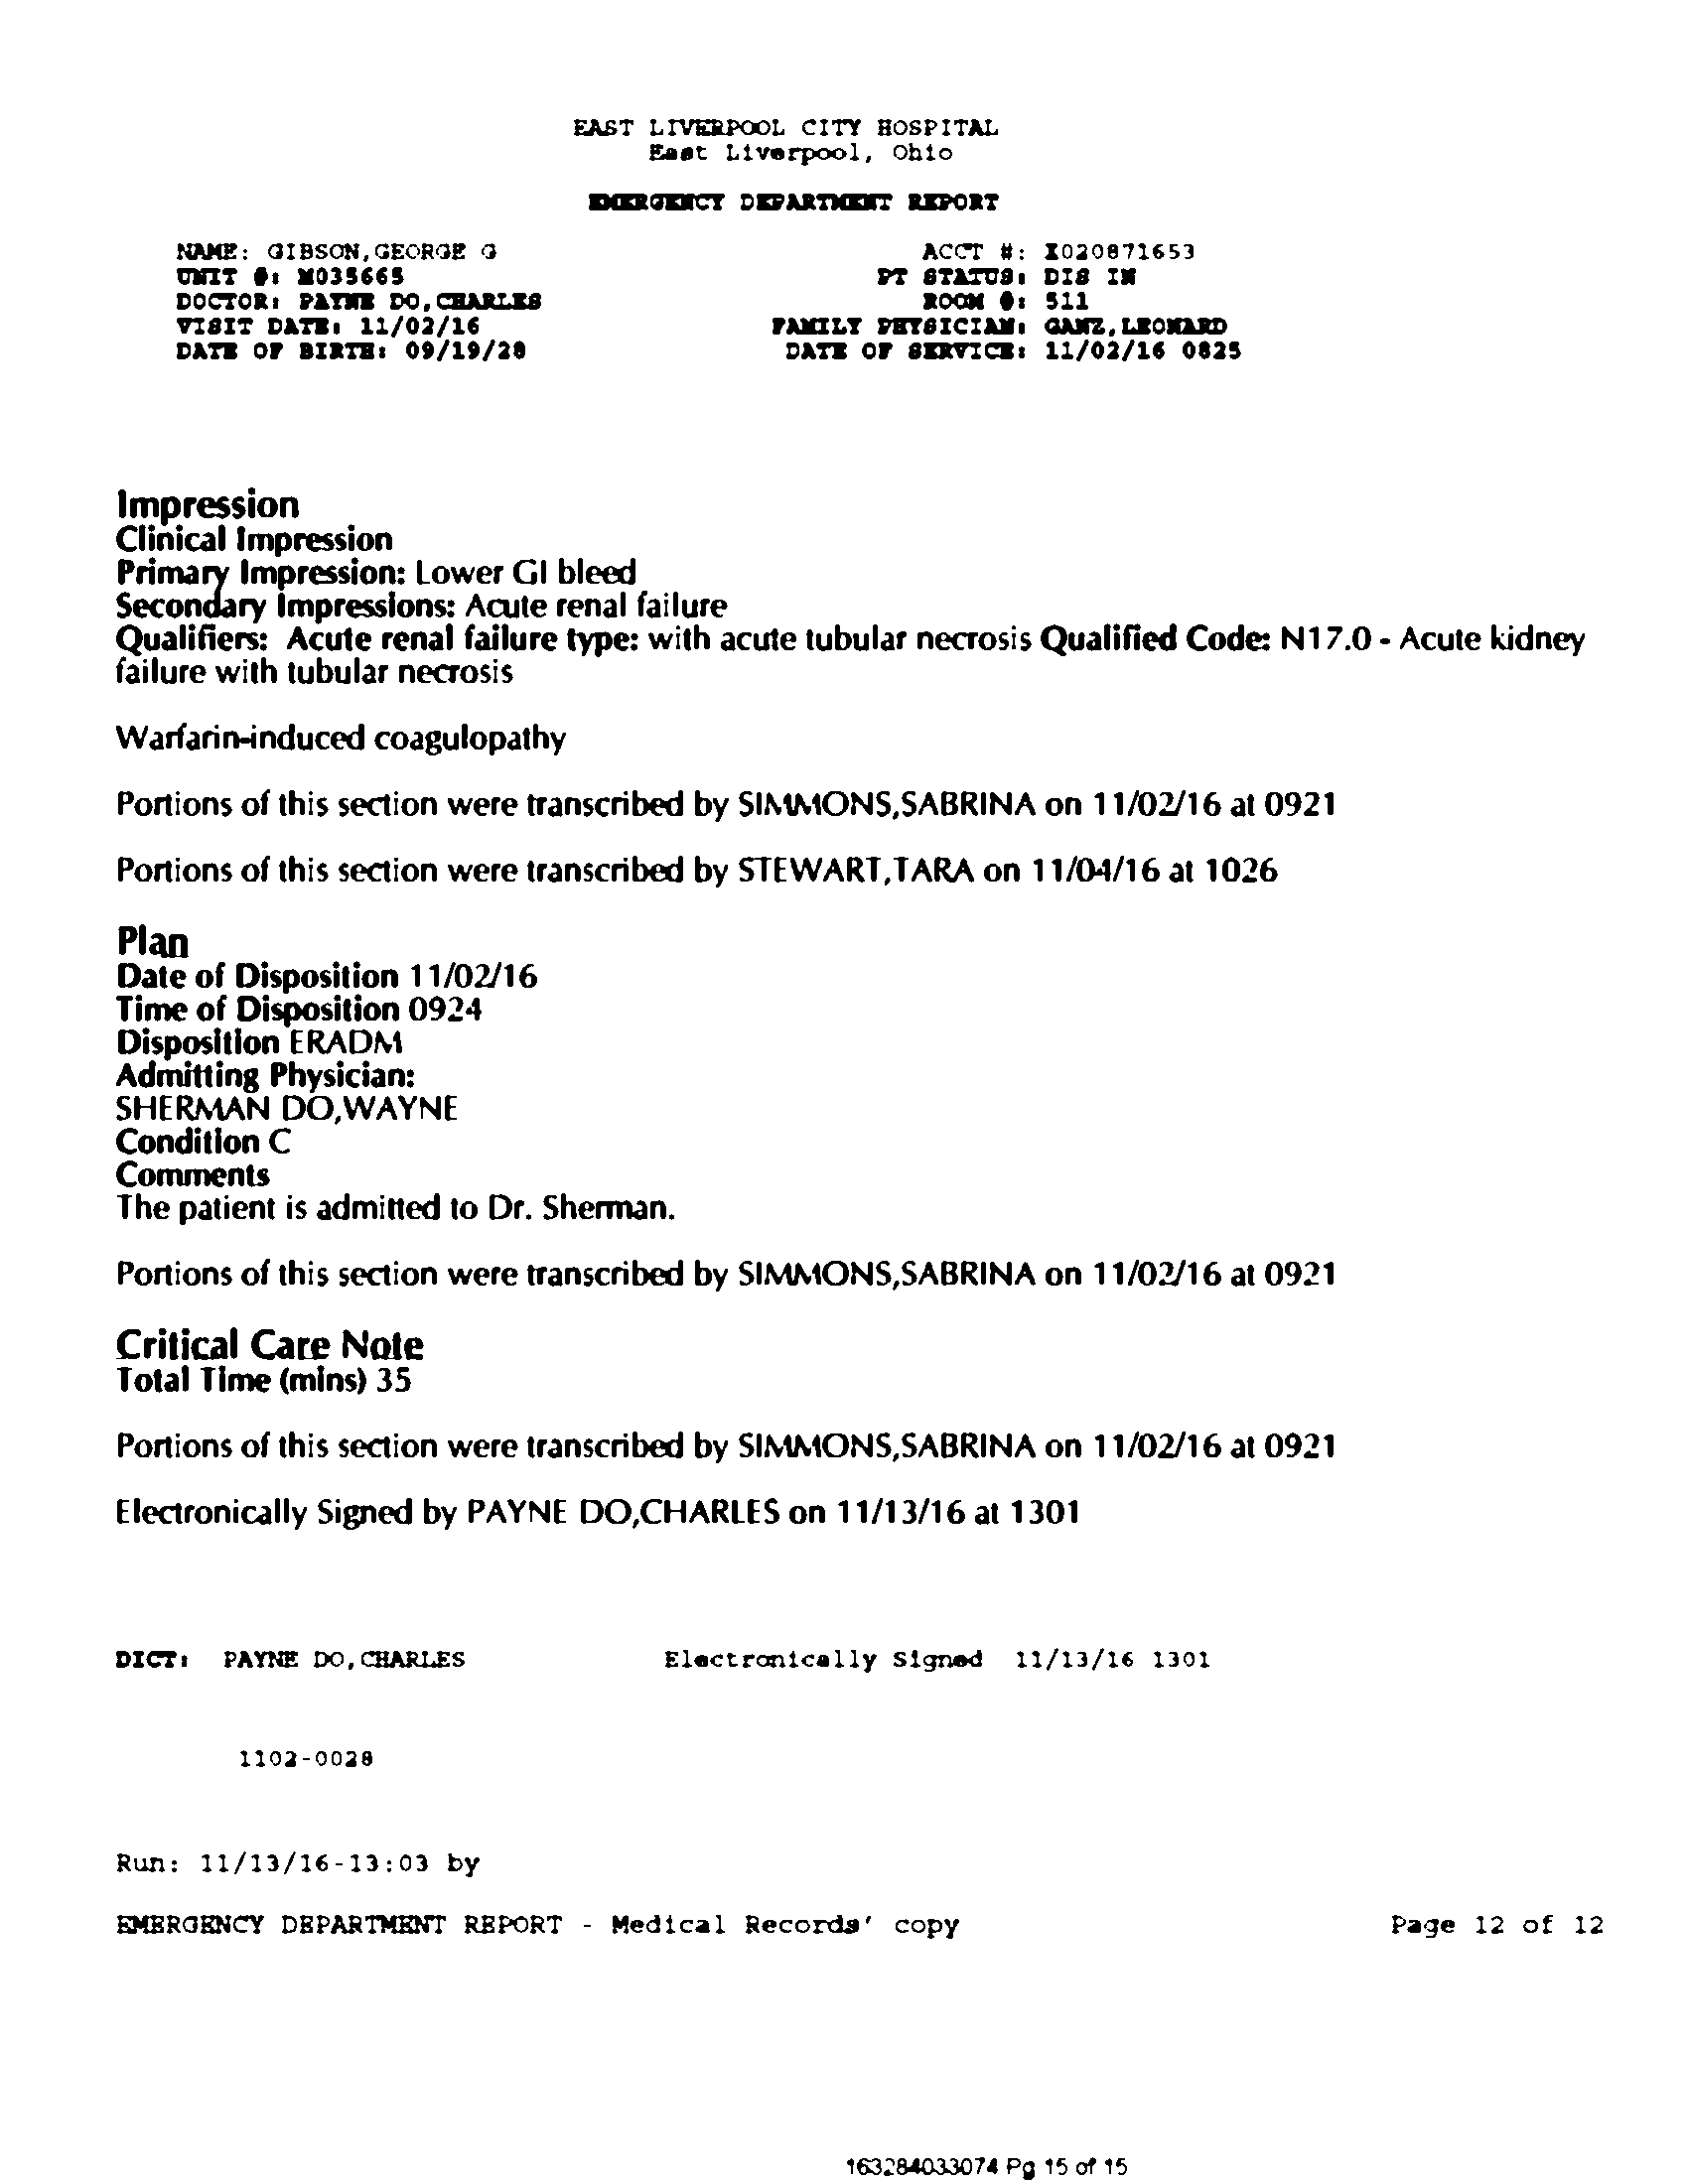 EAST LIVERPOOL CITY HOSPITAL
East Liverpool, Ohio
EMERGENCY DEPARTMENT REPORT
NAME: GIBSON,GEORGE G ACCT #: X020871653
UNIT #: M035665 PT STATUS: DIS IN
DOCTOR: PAYNE DO,CHARLES ROOM #: 511
VISIT DATE: 11/02/16 FAMILY PHYSICIAN: GANZ,LEONARD
DATE OF BIRTH: 09/19/28 DATE OF SERVICE: 11/02/16 0825
Impression
Clinical Impression
Primary Impression: Lower GI bleed
Secondary Impressions: Acute renal failure
Qualifiers: Acute renal failure type: with acute tubular necrosis Qualified Code: N17.0 - Acute kidney
failure with tubular necrosis
Warfarin-induced coagulopathy
Portions of this section were transcribed by SIMMONS,SABRINA on 11/02/16 at 0921
Portions of this section were transcribed by STEWART,TARA on 11/04/16 at 1026
Plan
Date of Disposition 11/02/16
Time of Disposition 0924
Disposition ERADM
Admitting Physician:
SHERMAN DO,WAYNE
Condition C
Comments
The patient is admitted to Dr. Sherman.
Portions of this section were transcribed by SIMMONS,SABRINA on 11/02/16 at 0921
Critical Care Note
Total Time (mins) 35
Portions of this section were transcribed by SIMMONS,SABRINA on 11/02/16 at 0921
Electronically Signed by PAYNE DO,CHARLES on 11/13/16 at 1301
DICT: PAYNE DO,CHARLES Electronically Signed 11/13/16 1301
1102-0028
Run: 11/13/16-13:03 by
EMERGENCY DEPARTMENT REPORT - Medical Records' copy Page 12 of 12
163284033074 Pg 15 of 15